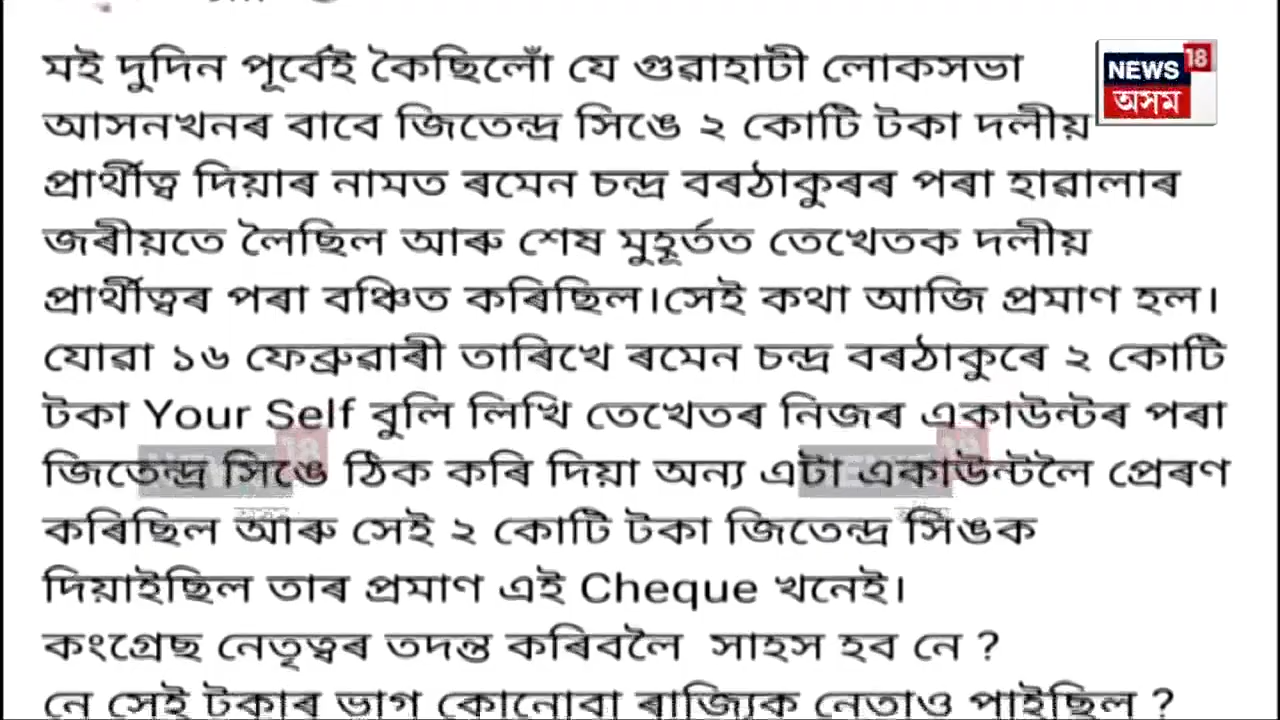 মই দুদিন পূৰ্বেই কৈছিলোঁ যে গুৱাহাটী লোকসভা
আসনখনৰ বাবে জিতেন্দ্ৰ সিঙে ২ কোটি টকা দলীয়
প্ৰাৰ্থীত্ব দিয়াৰ নামত ৰমেন চন্দ্ৰ বৰঠাকুৰৰ পৰা হাৱালাৰ
জৰীয়তে লৈছিল আৰু শেষ মুহূৰ্তত তেখেতক দলীয়
প্ৰাৰ্থীত্বৰ পৰা বঞ্চিত কৰিছিল।সেই কথা আজি প্ৰমাণ হল।
যোৱা ১৬ ফেব্ৰুৱাৰী তাৰিখে ৰমেন চন্দ্ৰ বৰঠাকুৰে ২ কোটি
টকা Your Self বুলি লিখি তেখেতৰ নিজৰ একাউন্টৰ পৰা
জিতেন্দ্ৰ সিঙে ঠিক কৰি দিয়া অন্য এটা একাউন্টলৈ প্ৰেৰণ
কৰিছিল আৰু সেই ২ কোটি টকা জিতেন্দ্ৰ সিঙক
দিয়াইছিল তাৰ প্ৰমাণ এই Cheque খনেই।
কংগ্ৰেছ নেতৃত্বৰ তদন্ত কৰিবলৈ সাহস হব নে ?
নে সেই টকাৰ ভাগ কোনোবা ৰাজ্যিক নেতাও পাইছিল ?
NEWS 18
অসম